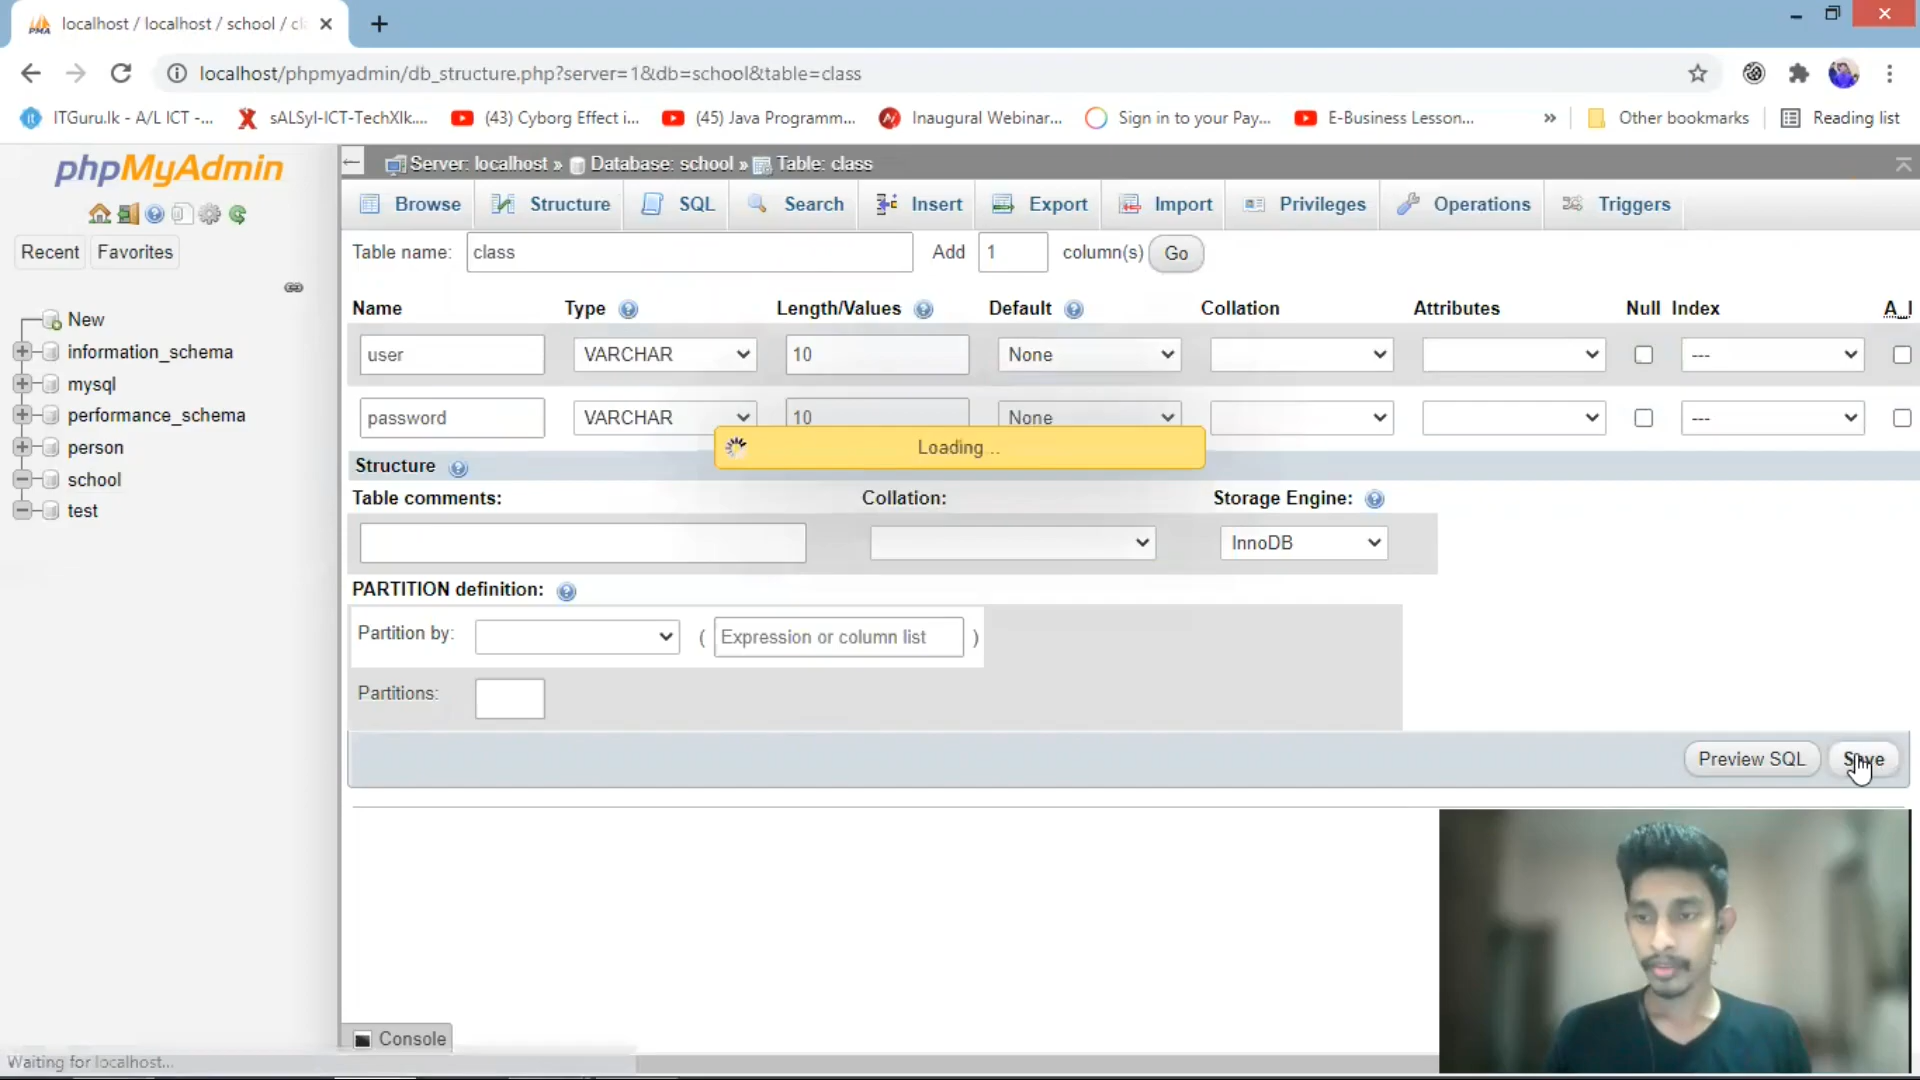 localhost / localhost / school / cl
localhost/phpmyadmin/db_structure.php?server=1&db=school&table=class
ITGuru.lk - A/L ICT -... sALSyl-ICT-TechXlk.... (43) Cyborg Effect i... (45) Java Programm... Inaugural Webinar... Sign in to your Pay... E-Business Lesson... » Other bookmarks Reading list
phpMyAdmin
Recent Favorites
New
information_schema
mysql
performance_schema
person
school
test
Server: localhost » Database: school » Table: class
Browse Structure SQL Search Insert Export Import Privileges Operations Triggers
Table name: class Add 1 column(s) Go
Name Type Length/Values Default Collation Attributes Null Index A_I
user VARCHAR 10 None ---
password VARCHAR 10 None ---
Loading...
Structure
Table comments: Collation: Storage Engine:
InnoDB
PARTITION definition:
Partition by: ( Expression or column list )
Partitions:
Preview SQL Save
Console
Waiting for localhost...